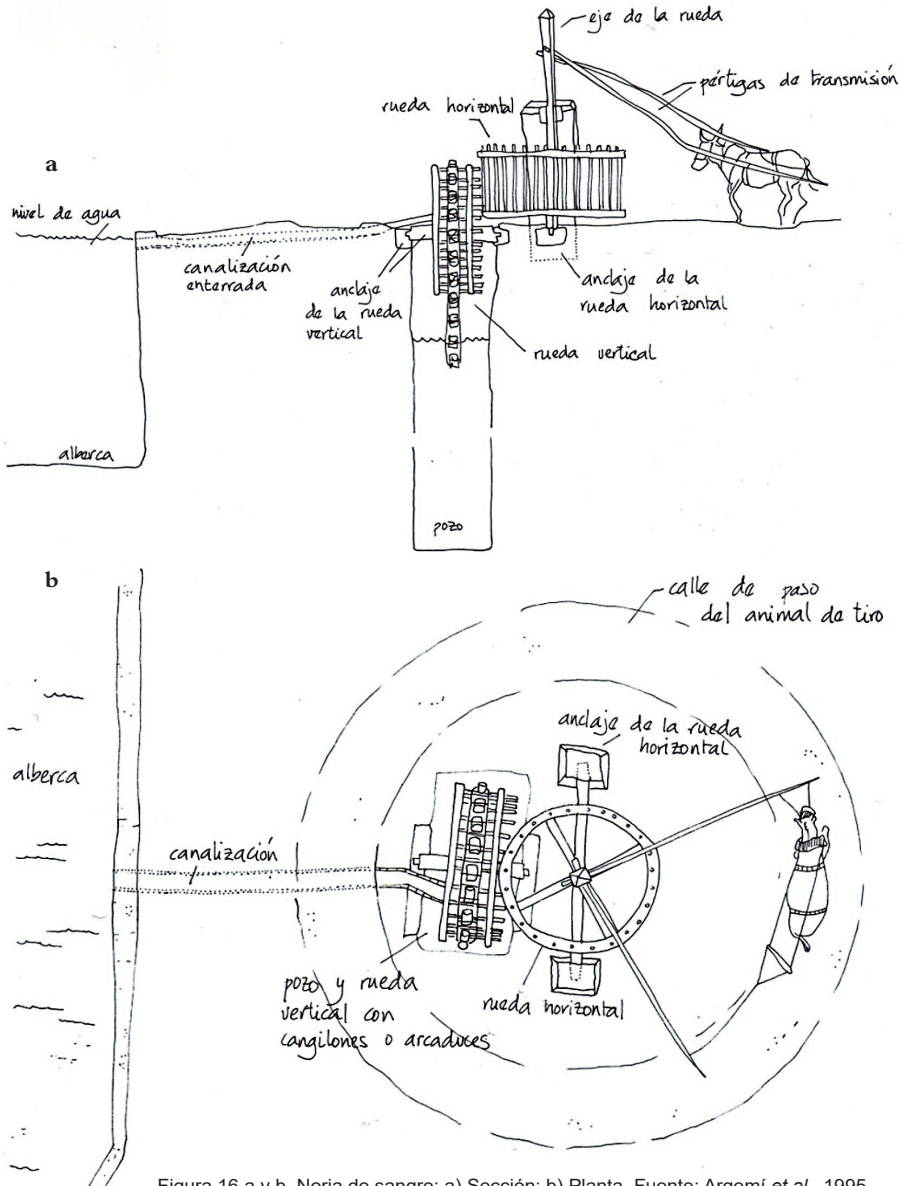 eje de la rueda
pértigas de transmisión
rueda horizontal
a
nivel de agua
canalización
enterrada
anclaje
de la rueda
vertical
anclaje de la
rueda horizontal
rueda vertical
alberca
pozo
b
calle de paso
del animal de tiro
anclaje de la rueda
horizontal
alberca
canalización
pozo y rueda
vertical con
cangilones o arcaduces
rueda horizontal
Figura 16 a y b. Noria de sangre: a) Sección; b) Planta. Fuente: Argemí et al., 1995